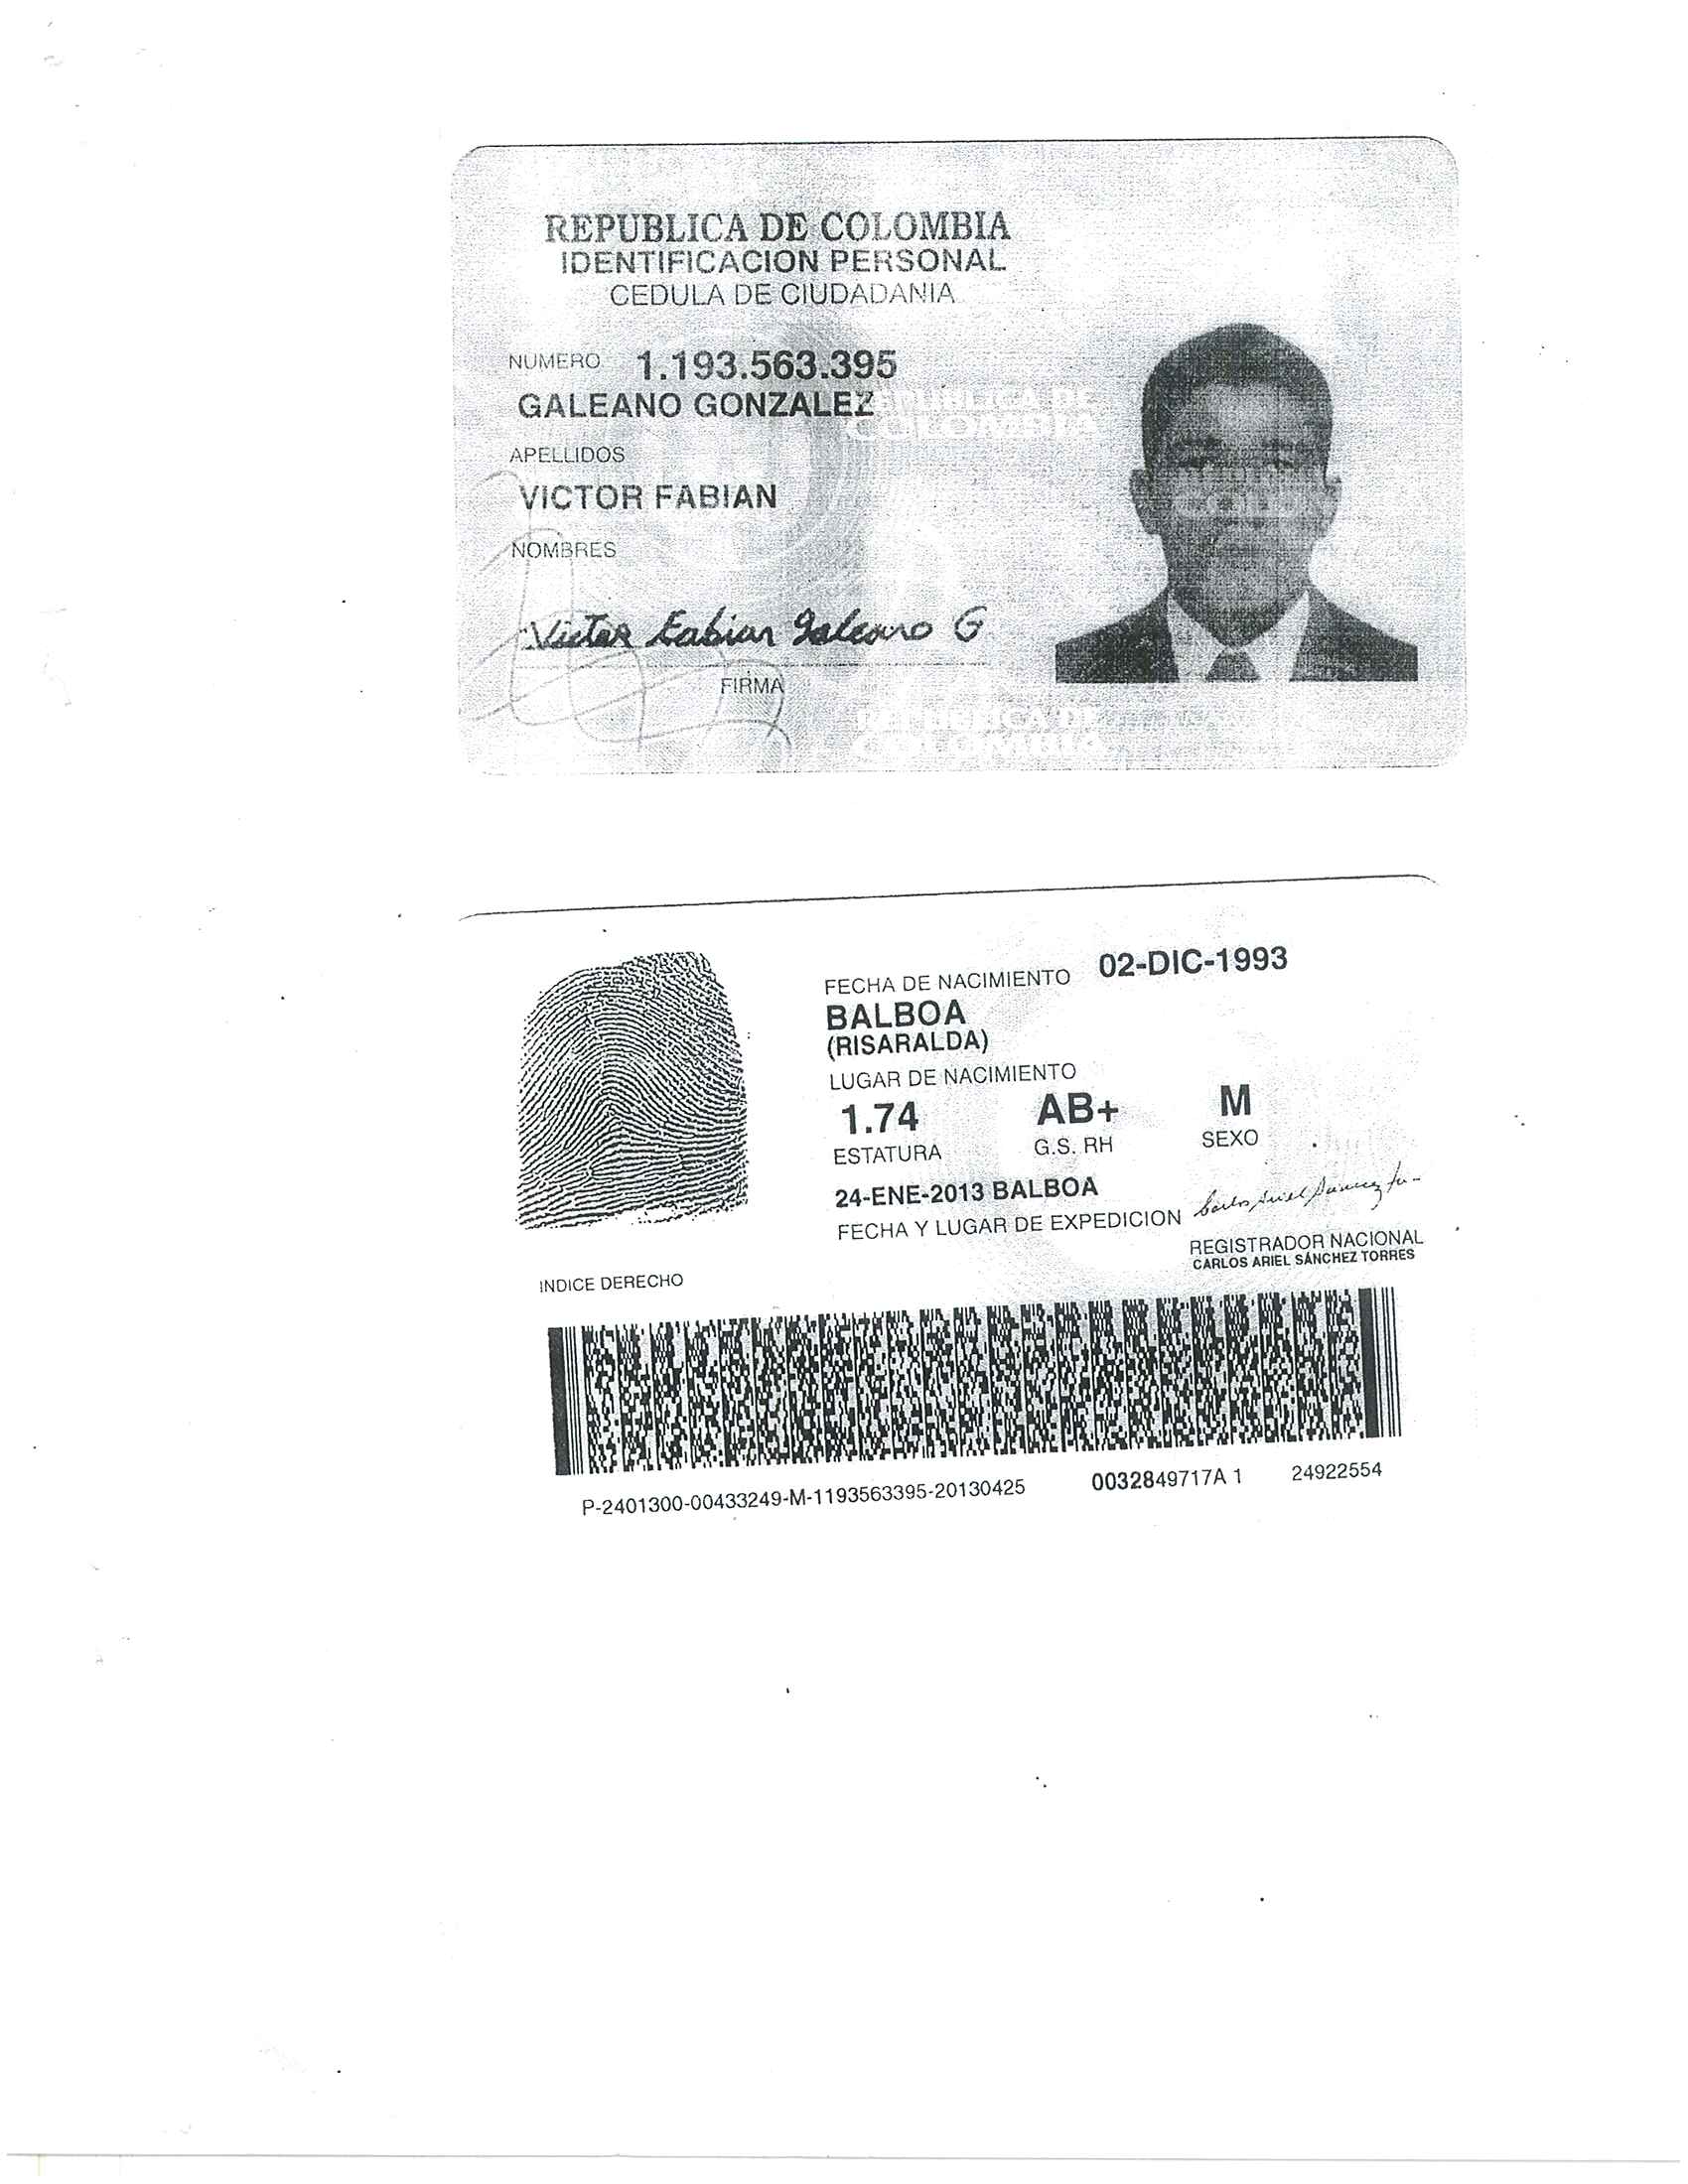 REPUBLICA DE COLOMBIA
IDENTIFICACION PERSONAL
CEDULA DE CIUDADANIA
NUMERO 1.193.563.395
GALEANO GONZALEZ
APELLIDOS
VICTOR FABIAN
NOMBRES
Victor Fabian Galeano G
FIRMA
REPUBLICA DE
COLOMBIA
REPUBLICA DE
COLOMBIA
FECHA DE NACIMIENTO 02-DIC-1993
BALBOA
(RISARALDA)
LUGAR DE NACIMIENTO
1.74 AB+ M
ESTATURA G.S. RH SEXO
24-ENE-2013 BALBOA
FECHA Y LUGAR DE EXPEDICION
REGISTRADOR NACIONAL
CARLOS ARIEL SÁNCHEZ TORRES
INDICE DERECHO
P-2401300-00433249-M-1193563395-20130425 0032849717A 1 24922554